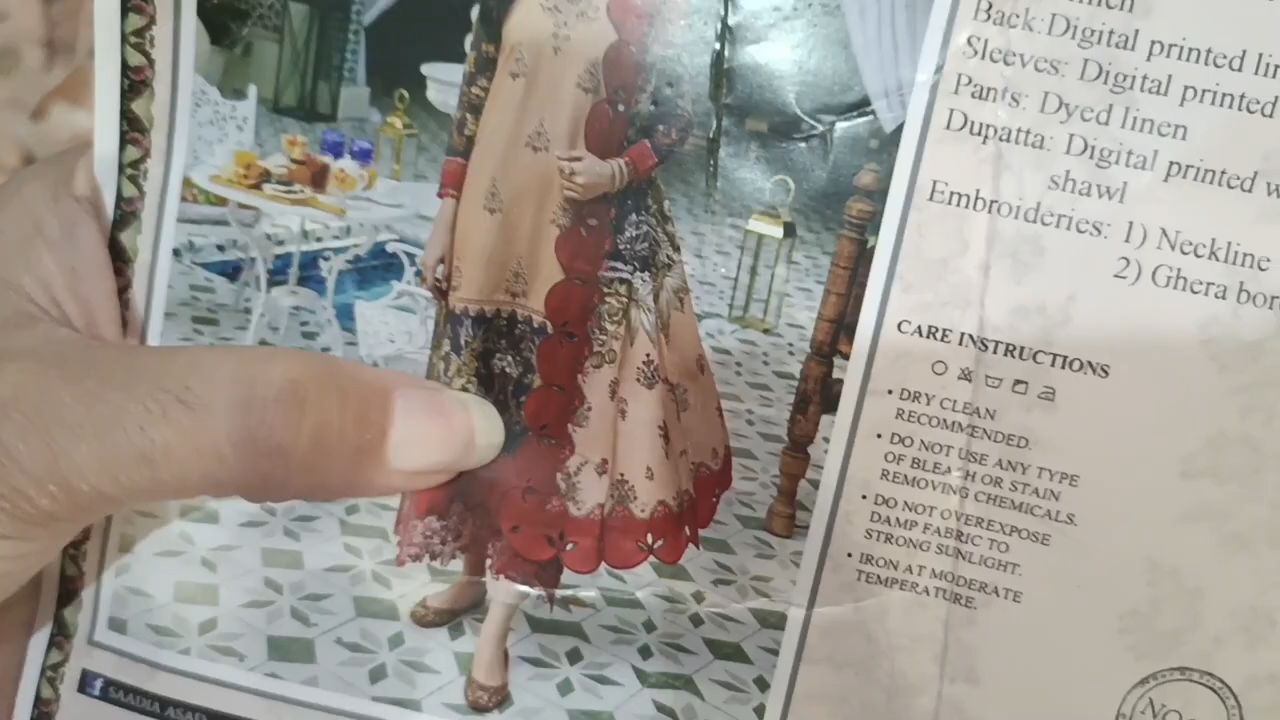 Back: Digital printed
Sleeves: Digital printed
Pants: Dyed linen
Dupatta: Digital printed
shawl
Embroideries: 1) Neckline
2) Ghera
CARE INSTRUCTIONS
• DRY CLEAN
RECOMMENDED.
• DO NOT USE ANY TYPE
OF BLEACH OR STAIN
REMOVING CHEMICALS.
• DO NOT OVEREXPOSE
DAMP FABRIC TO
STRONG SUNLIGHT.
• IRON AT MODERATE
TEMPERATURE.
f SAADIA ASAD